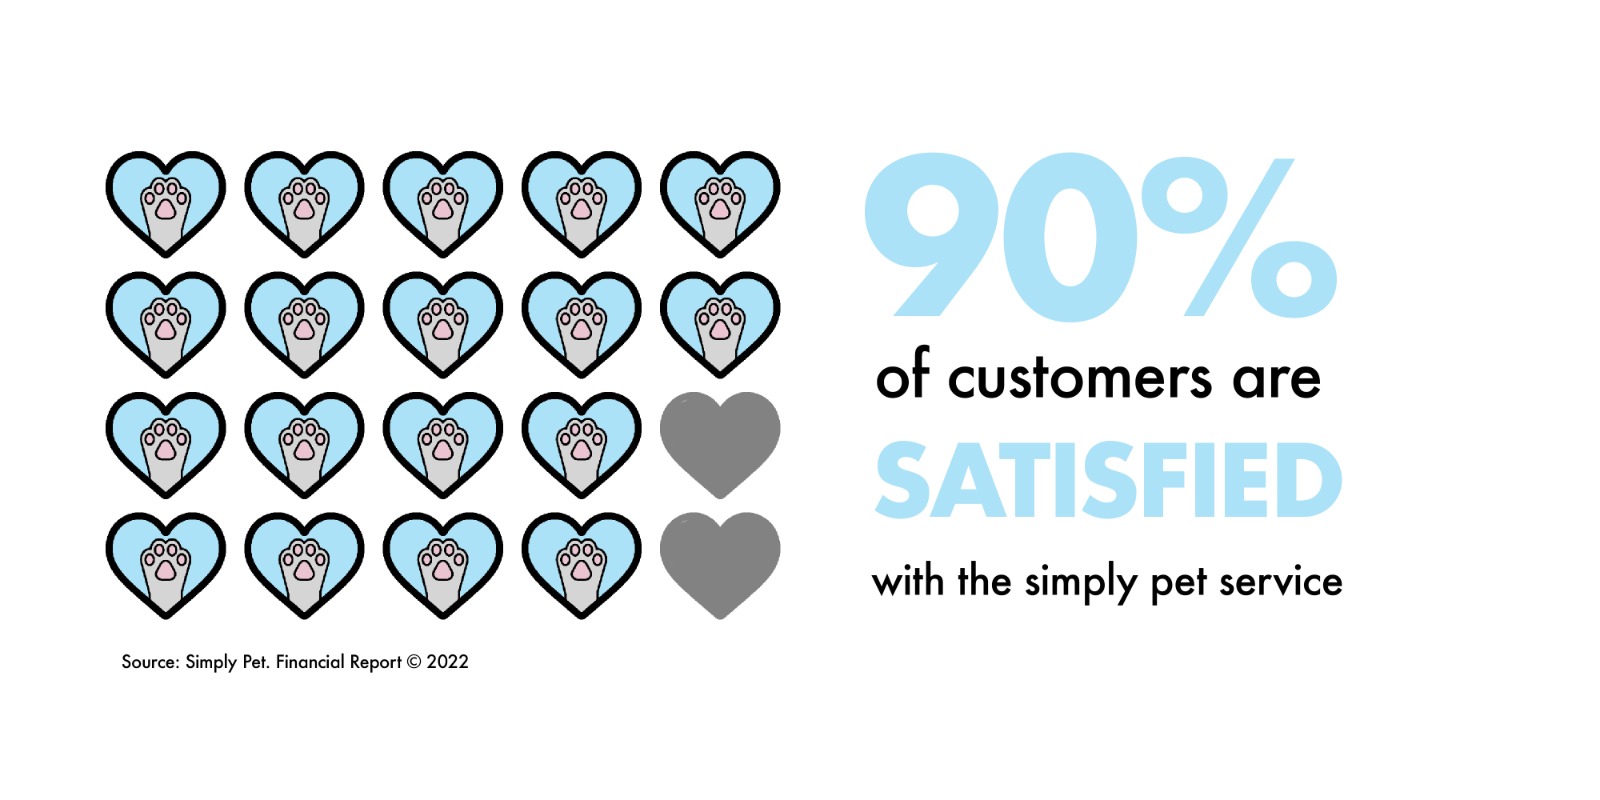 90%
of customers are
SATISFIED
with the simply pet service
Source: Simply Pet. Financial Report © 2022